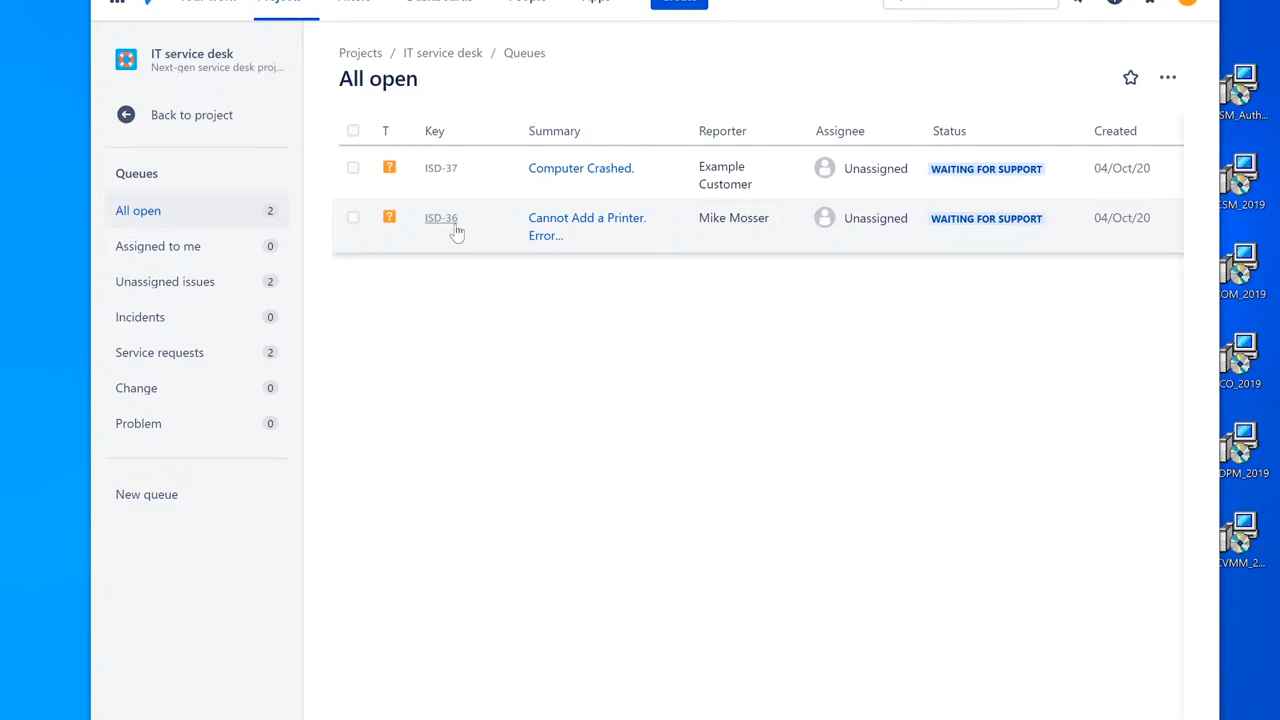 IT service desk
Next-gen service desk proj...
Back to project
Queues
All open 2
Assigned to me 0
Unassigned issues 2
Incidents 0
Service requests 2
Change 0
Problem 0
New queue
Projects / IT service desk / Queues
All open
T Key Summary Reporter Assignee Status Created
ISD-37 Computer Crashed. Example Customer Unassigned WAITING FOR SUPPORT 04/Oct/20
ISD-36 Cannot Add a Printer. Error... Mike Mosser Unassigned WAITING FOR SUPPORT 04/Oct/20
SM_Auth...
CSM_2019
OM_2019
CO_2019
DPM_2019
CVMM_2...